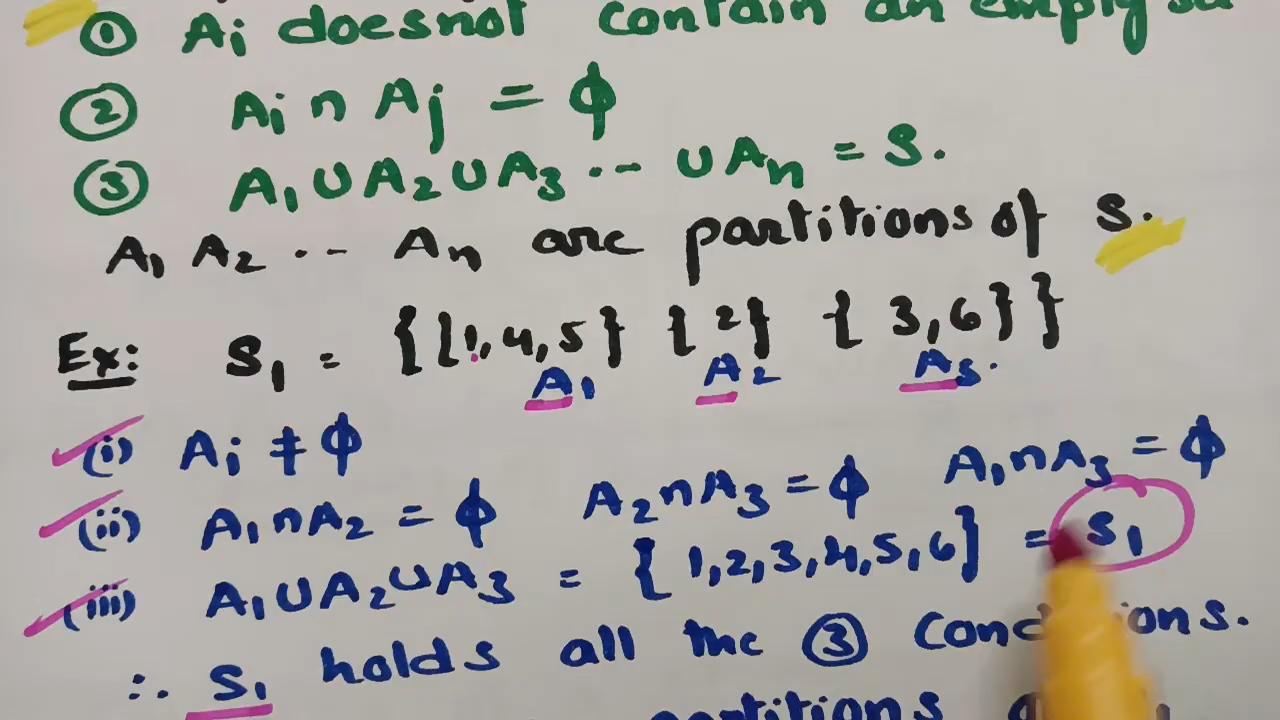 ① Ai doesnot contain an empty
② Ai ∩ Aj = ϕ
③ A1 ∪ A2 ∪ A3 ... ∪ An = S.
A1 A2 ... An are partitions of S.
Ex: S1 = {{1,4,5} {2} {3,6}}
A1 A2 A3.
(i) Ai ≠ ϕ
(ii) A1∩A2 = ϕ A2∩A3 = ϕ A1∩A3 = ϕ
(iii) A1∪A2∪A3 = {1,2,3,4,5,6} = S1
∴ S1 holds all the ③
partitions